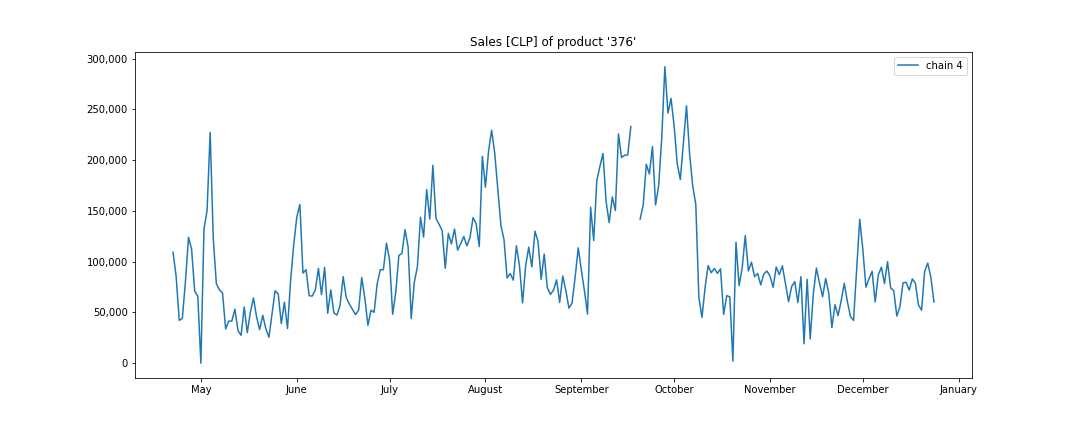 Sales [CLP] of product '376'
chain 4
300,000
250,000
200,000
150,000
100,000
50,000
0
May June July August September October November December January